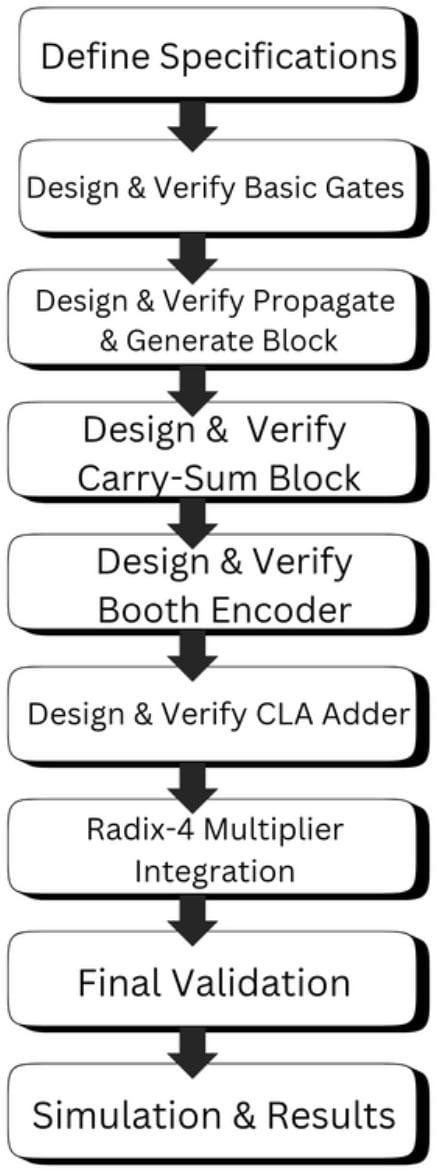 Define Specifications
Design & Verify Basic Gates
Design & Verify Propagate
& Generate Block
Design & Verify
Carry-Sum Block
Design & Verify
Booth Encoder
Design & Verify CLA Adder
Radix-4 Multiplier
Integration
Final Validation
Simulation & Results